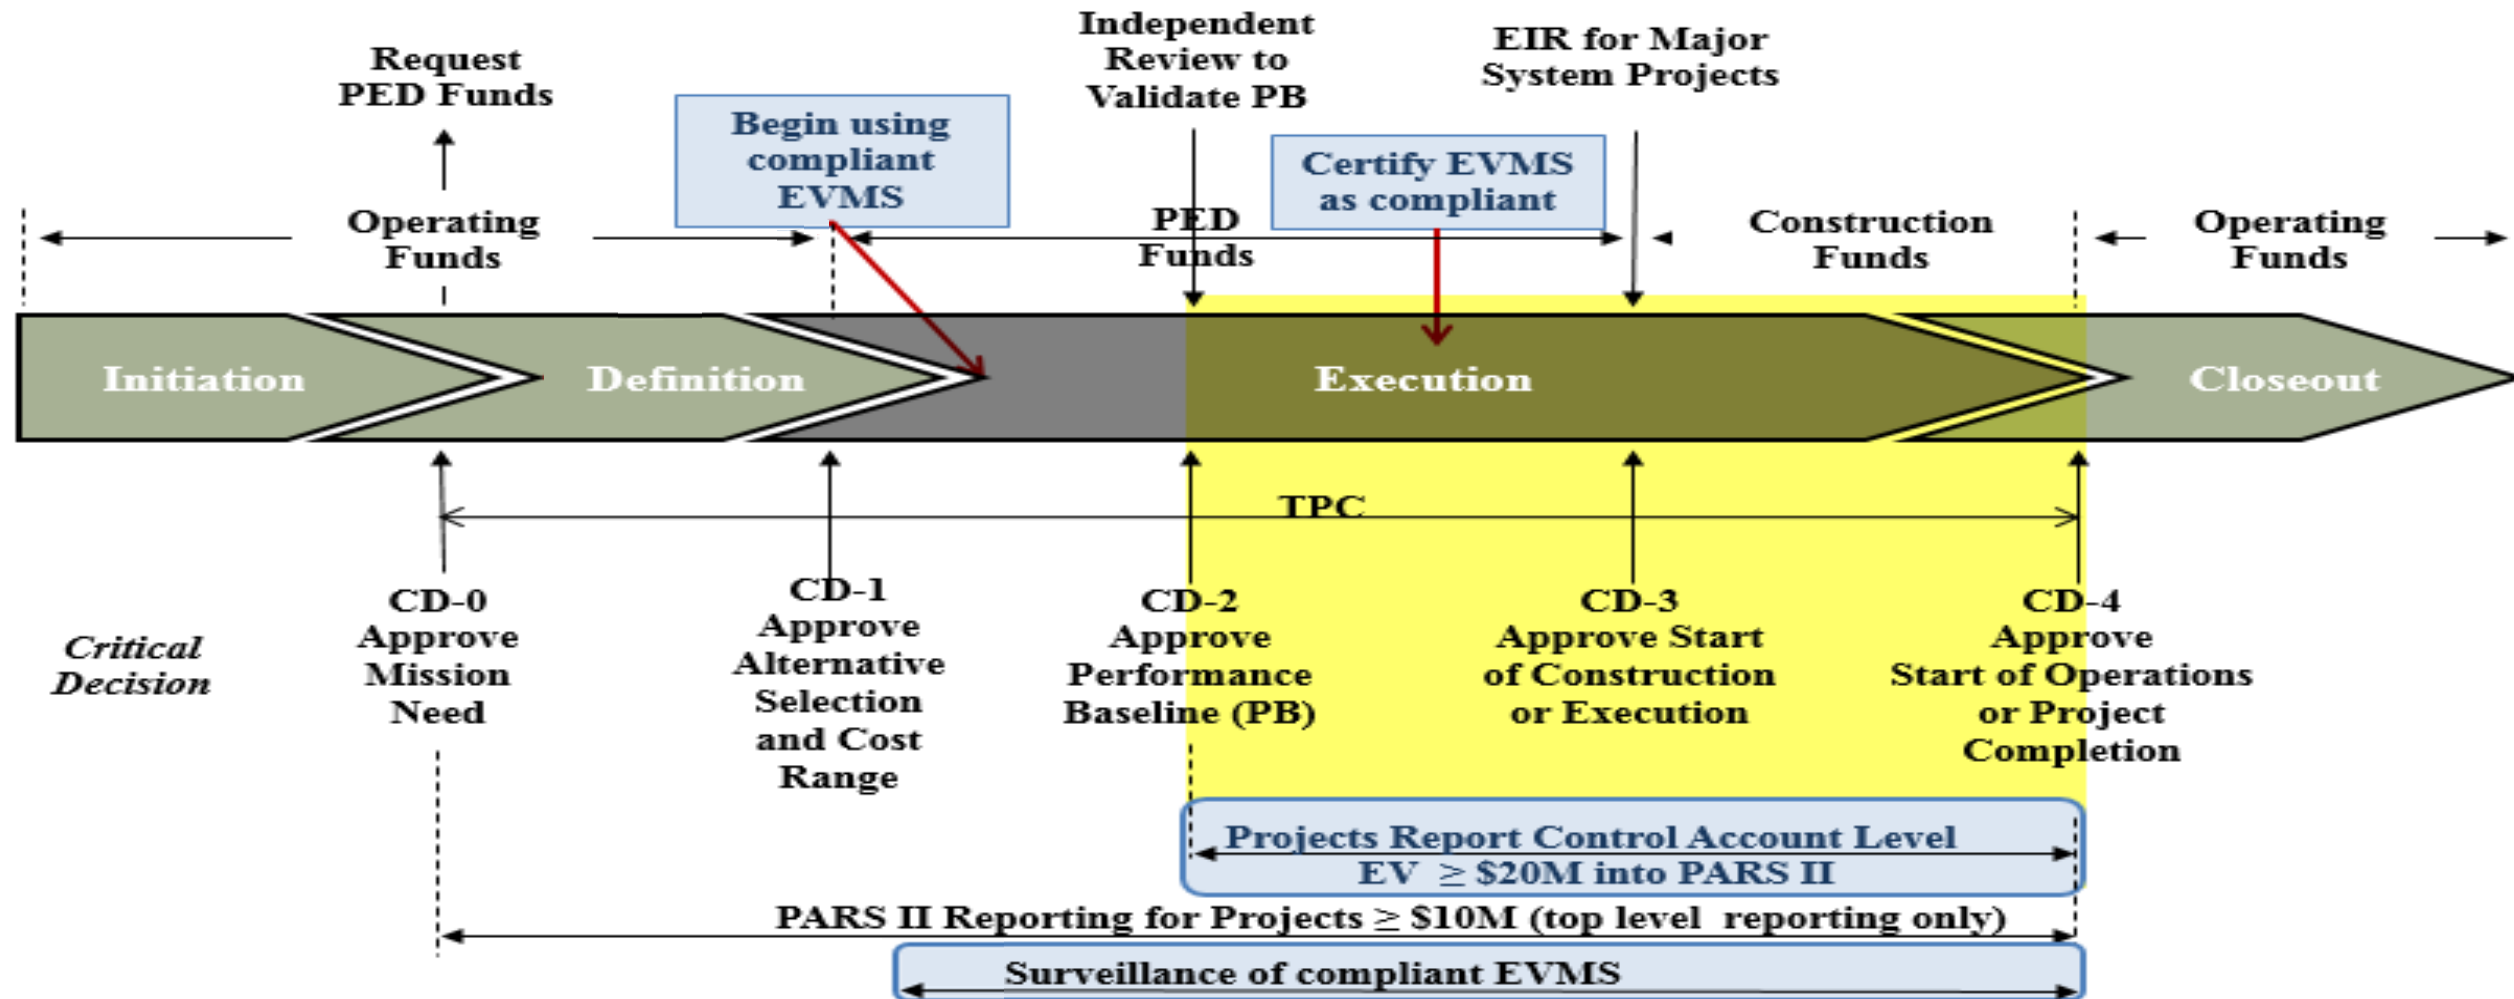 Request
PED Funds
Independent
Review to
Validate PB
EIR for Major
System Projects
Begin using
compliant
EVMS
Certify EVMS
as compliant
Operating
Funds
PED
Funds
Construction
Funds
Operating
Funds
Initiation
Definition
Execution
Closeout
TPC
Critical
Decision
CD-0
Approve
Mission
Need
CD-1
Approve
Alternative
Selection
and Cost
Range
CD-2
Approve
Performance
Baseline (PB)
CD-3
Approve Start
of Construction
or Execution
CD-4
Approve
Start of Operations
or Project
Completion
Projects Report Control Account Level
EV ≥ $20M into PARS II
PARS II Reporting for Projects ≥ $10M (top level reporting only)
Surveillance of compliant EVMS